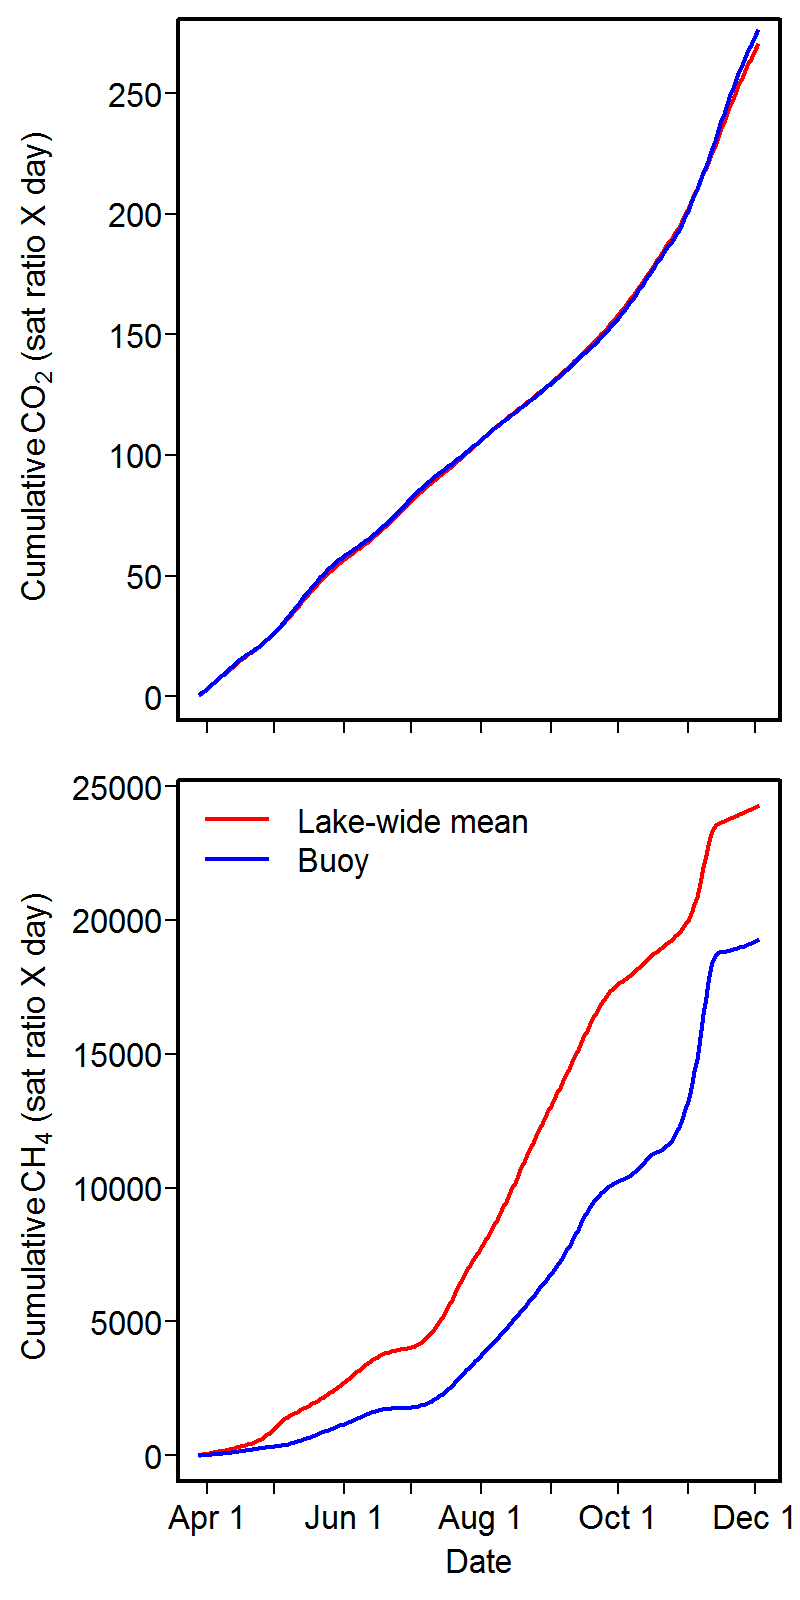 Cumulative CO2 (sat ratio X day)
250
200
150
100
50
0
Cumulative CH4 (sat ratio X day)
25000
20000
15000
10000
5000
0
Lake-wide mean
Buoy
Apr 1 Jun 1 Aug 1 Oct 1 Dec 1
Date